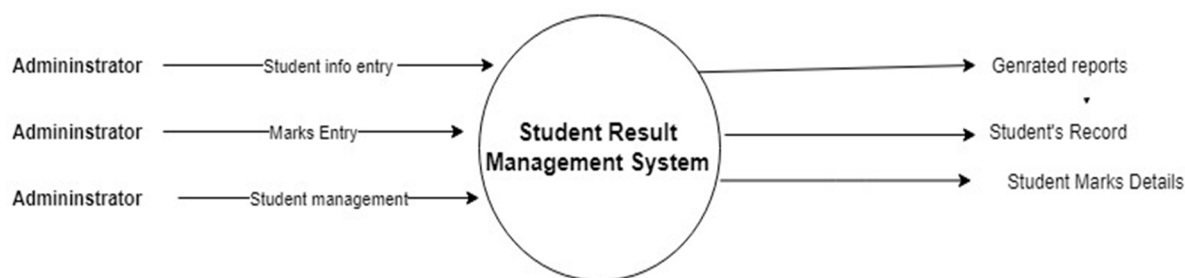 Admininstrator
Student info entry
Genrated reports
Admininstrator
Marks Entry
Student Result
Management System
Student's Record
Admininstrator
Student management
Student Marks Details